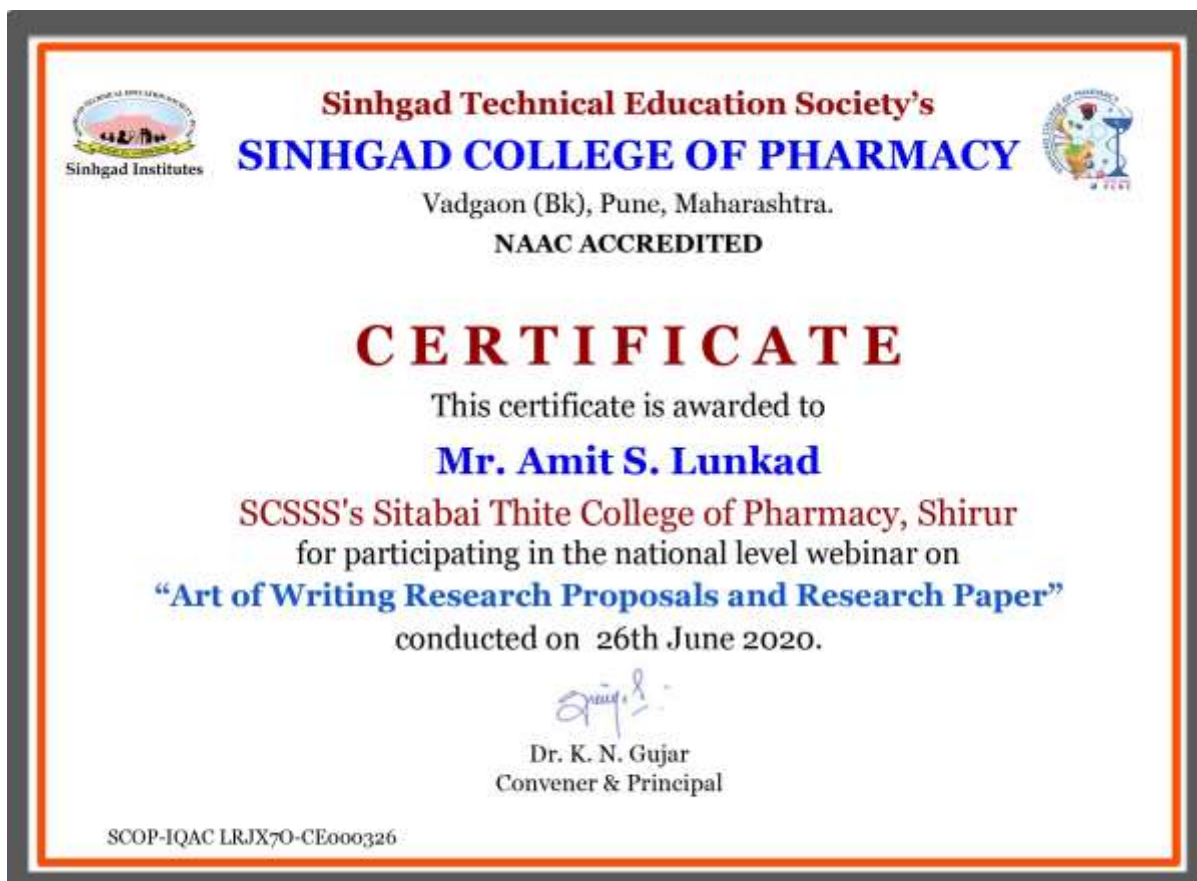 Sinhgad Technical Education Society’s
SINHGAD COLLEGE OF PHARMACY
Sinhgad Institutes
Vadgaon (Bk), Pune, Maharashtra.
NAAC ACCREDITED
CERTIFICATE
This certificate is awarded to
Mr. Amit S. Lunkad
SCSSS's Sitabai Thite College of Pharmacy, Shirur
for participating in the national level webinar on
“Art of Writing Research Proposals and Research Paper”
conducted on 26th June 2020.
Dr. K. N. Gujar
Convener & Principal
SCOP-IQAC LRJX7O-CE000326